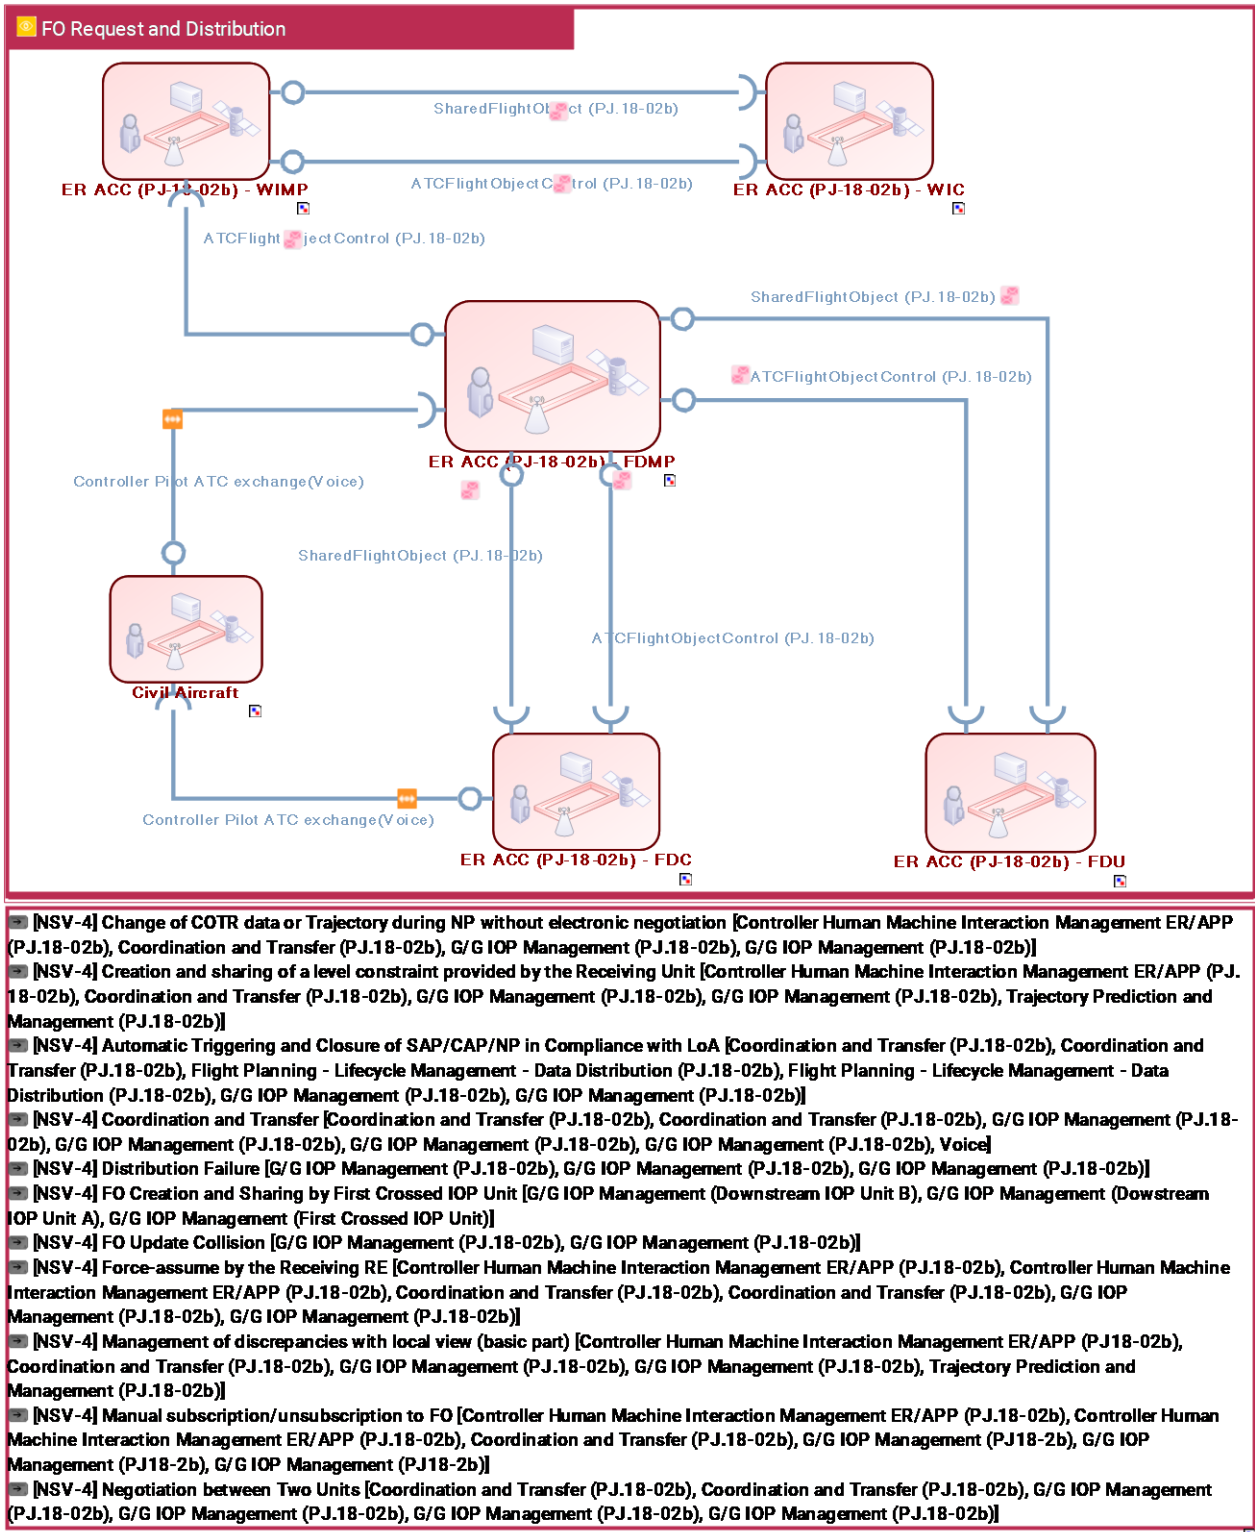 FO Request and Distribution
SharedFlightObject (PJ.18-02b)
ATCFlightObjectControl (PJ.18-02b)
ER ACC (PJ-18-02b) - WIMP
ER ACC (PJ-18-02b) - WIC
ATCFlightObjectControl (PJ.18-02b)
SharedFlightObject (PJ.18-02b)
ATCFlightObjectControl (PJ.18-02b)
ER ACC (PJ-18-02b) - FDMP
Controller Pilot ATC exchange(Voice)
SharedFlightObject (PJ.18-02b)
ATCFlightObjectControl (PJ.18-02b)
Civil Aircraft
Controller Pilot ATC exchange(Voice)
ER ACC (PJ-18-02b) - FDC
ER ACC (PJ-18-02b) - FDU
[NSV-4] Change of COTR data or Trajectory during NP without electronic negotiation [Controller Human Machine Interaction Management ER/APP
(PJ.18-02b), Coordination and Transfer (PJ.18-02b), G/G IOP Management (PJ.18-02b), G/G IOP Management (PJ.18-02b)]
[NSV-4] Creation and sharing of a level constraint provided by the Receiving Unit [Controller Human Machine Interaction Management ER/APP (PJ.
18-02b), Coordination and Transfer (PJ.18-02b), G/G IOP Management (PJ.18-02b), G/G IOP Management (PJ.18-02b), Trajectory Prediction and
Management (PJ.18-02b)]
[NSV-4] Automatic Triggering and Closure of SAP/CAP/NP in Compliance with LoA [Coordination and Transfer (PJ.18-02b), Coordination and
Transfer (PJ.18-02b), Flight Planning - Lifecycle Management - Data Distribution (PJ.18-02b), Flight Planning - Lifecycle Management - Data
Distribution (PJ.18-02b), G/G IOP Management (PJ.18-02b), G/G IOP Management (PJ.18-02b)]
[NSV-4] Coordination and Transfer [Coordination and Transfer (PJ.18-02b), Coordination and Transfer (PJ.18-02b), G/G IOP Management (PJ.18-
02b), G/G IOP Management (PJ.18-02b), G/G IOP Management (PJ.18-02b), G/G IOP Management (PJ.18-02b), Voice]
[NSV-4] Distribution Failure [G/G IOP Management (PJ.18-02b), G/G IOP Management (PJ.18-02b), G/G IOP Management (PJ.18-02b)]
[NSV-4] FO Creation and Sharing by First Crossed IOP Unit [G/G IOP Management (Downstream IOP Unit B), G/G IOP Management (Dowstream
IOP Unit A), G/G IOP Management (First Crossed IOP Unit)]
[NSV-4] FO Update Collision [G/G IOP Management (PJ.18-02b), G/G IOP Management (PJ.18-02b)]
[NSV-4] Force-assume by the Receiving RE [Controller Human Machine Interaction Management ER/APP (PJ.18-02b), Controller Human Machine
Interaction Management ER/APP (PJ.18-02b), Coordination and Transfer (PJ.18-02b), Coordination and Transfer (PJ.18-02b), G/G IOP
Management (PJ.18-02b), G/G IOP Management (PJ.18-02b)]
[NSV-4] Management of discrepancies with local view (basic part) [Controller Human Machine Interaction Management ER/APP (PJ18-02b),
Coordination and Transfer (PJ.18-02b), G/G IOP Management (PJ.18-02b), G/G IOP Management (PJ.18-02b), Trajectory Prediction and
Management (PJ.18-02b)]
[NSV-4] Manual subscription/unsubscription to FO [Controller Human Machine Interaction Management ER/APP (PJ.18-02b), Controller Human
Machine Interaction Management ER/APP (PJ.18-02b), Coordination and Transfer (PJ.18-02b), G/G IOP Management (PJ18-2b), G/G IOP
Management (PJ18-2b), G/G IOP Management (PJ18-2b)]
[NSV-4] Negotiation between Two Units [Coordination and Transfer (PJ.18-02b), Coordination and Transfer (PJ.18-02b), G/G IOP Management
(PJ.18-02b), G/G IOP Management (PJ.18-02b), G/G IOP Management (PJ.18-02b), G/G IOP Management (PJ.18-02b)]